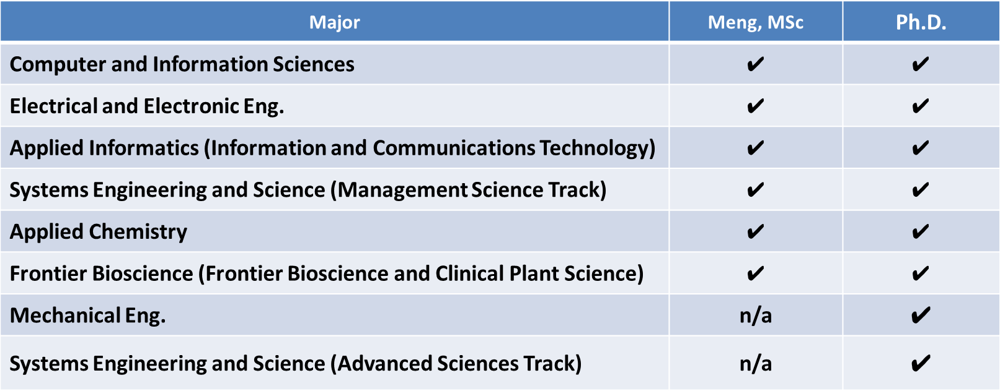 Major Meng, MSc Ph.D.
Computer and Information Sciences ✔ ✔
Electrical and Electronic Eng. ✔ ✔
Applied Informatics (Information and Communications Technology) ✔ ✔
Systems Engineering and Science (Management Science Track) ✔ ✔
Applied Chemistry ✔ ✔
Frontier Bioscience (Frontier Bioscience and Clinical Plant Science) ✔ ✔
Mechanical Eng. n/a ✔
Systems Engineering and Science (Advanced Sciences Track) n/a ✔